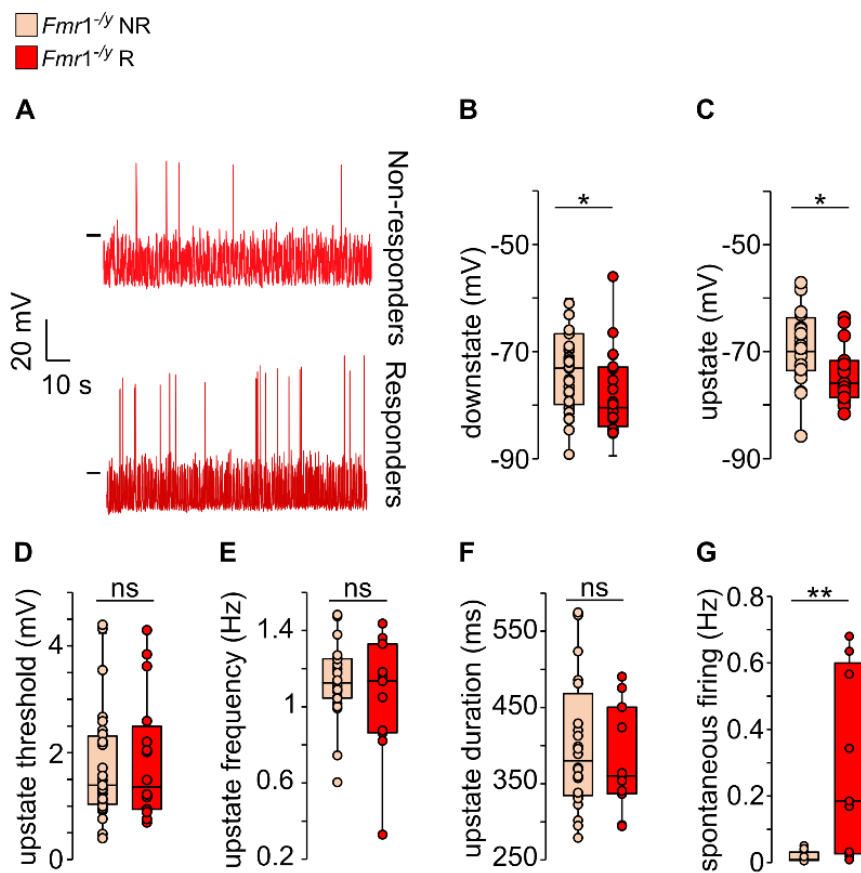 Fmr1-/y NR
Fmr1-/y R
A
Non-responders
Responders
20 mV
10 s
B
*
downstate (mV)
-50
-70
-90
C
*
upstate (mV)
-50
-70
-90
D
ns
upstate threshold (mV)
4
2
0
E
ns
upstate frequency (Hz)
1.4
1
0.6
0.2
F
ns
upstate duration (ms)
550
450
350
250
G
**
spontaneous firing (Hz)
0.8
0.6
0.4
0.2
0